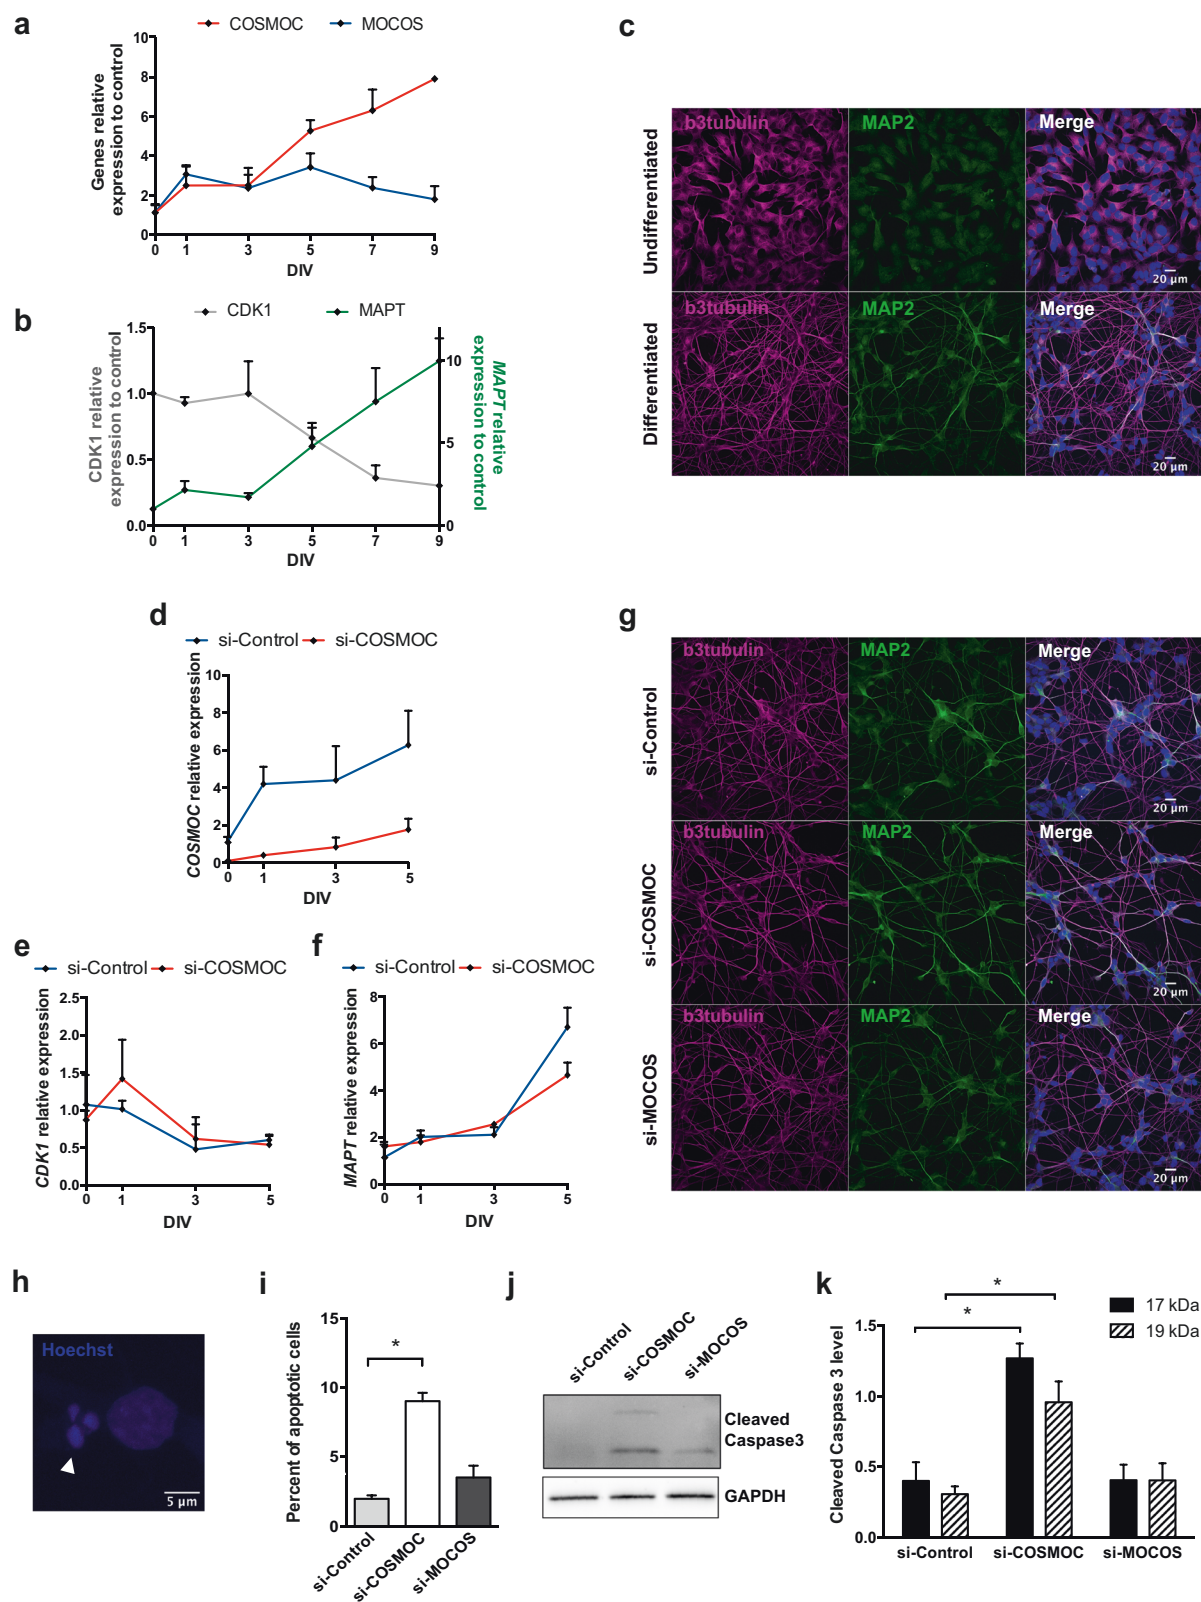 a
COSMOC
MOCOS
Genes relative
expression to control
10
8
6
4
2
0
0 1 3 5 7 9
DIV
b
CDK1
MAPT
CDK1 relative
expression to control
1.5
1.0
0.5
0.0
MAPT relative
expression to control
10
5
0
0 1 3 5 7 9
DIV
c
Undifferentiated
b3tubulin
MAP2
Merge
20 µm
Differentiated
b3tubulin
MAP2
Merge
20 µm
d
si-Control
si-COSMOC
COSMOC relative expression
10
8
6
4
2
0
0 1 3 5
DIV
e
si-Control
si-COSMOC
CDK1 relative expression
2.5
2.0
1.5
1.0
0.5
0.0
0 1 3 5
DIV
f
si-Control
si-COSMOC
MAPT relative expression
8
6
4
2
0
0 1 3 5
DIV
g
si-Control
b3tubulin
MAP2
Merge
20 µm
si-COSMOC
b3tubulin
MAP2
Merge
20 µm
si-MOCOS
b3tubulin
MAP2
Merge
20 µm
h
Hoechst
5 µm
i
Percent of apoptotic cells
15
10
5
0
*
si-Control
si-COSMOC
si-MOCOS
j
si-Control
si-COSMOC
si-MOCOS
Cleaved
Caspase3
GAPDH
k
17 kDa
19 kDa
*
*
Cleaved Caspase 3 level
1.5
1.0
0.5
0.0
si-Control si-COSMOC si-MOCOS